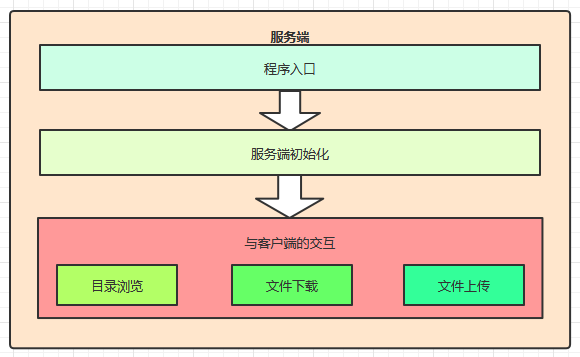 服务端
程序入口
服务端初始化
与客户端的交互
目录浏览
文件下载
文件上传